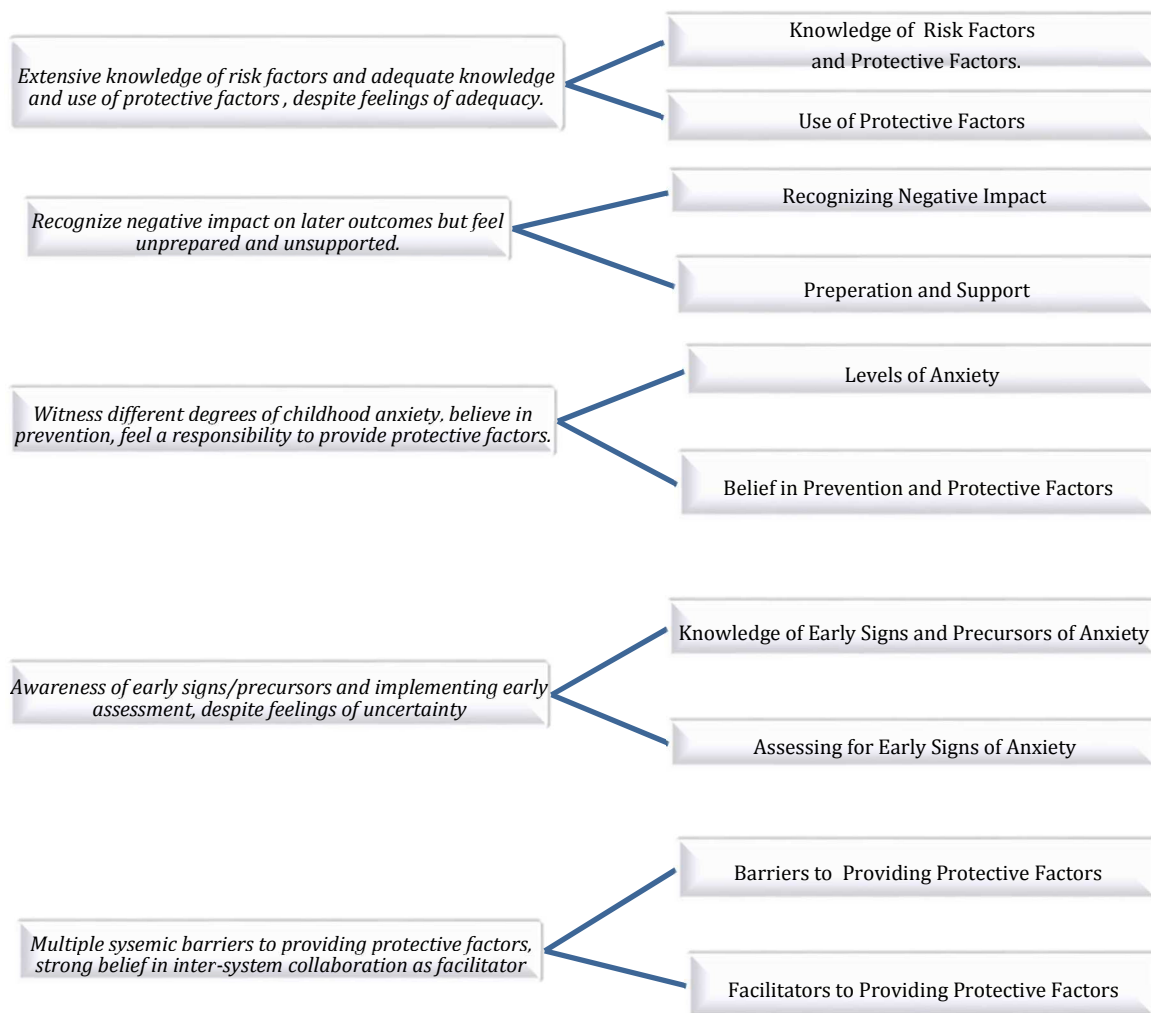 Extensive knowledge of risk factors and adequate knowledge
and use of protective factors , despite feelings of adequacy.
Knowledge of Risk Factors
and Protective Factors.
Use of Protective Factors
Recognize negative impact on later outcomes but feel
unprepared and unsupported.
Recognizing Negative Impact
Preperation and Support
Witness different degrees of childhood anxiety, believe in
prevention, feel a responsibility to provide protective factors.
Levels of Anxiety
Belief in Prevention and Protective Factors
Awareness of early signs/precursors and implementing early
assessment, despite feelings of uncertainty
Knowledge of Early Signs and Precursors of Anxiety
Assessing for Early Signs of Anxiety
Multiple sysemic barriers to providing protective factors,
strong belief in inter-system collaboration as facilitator
Barriers to Providing Protective Factors
Facilitators to Providing Protective Factors